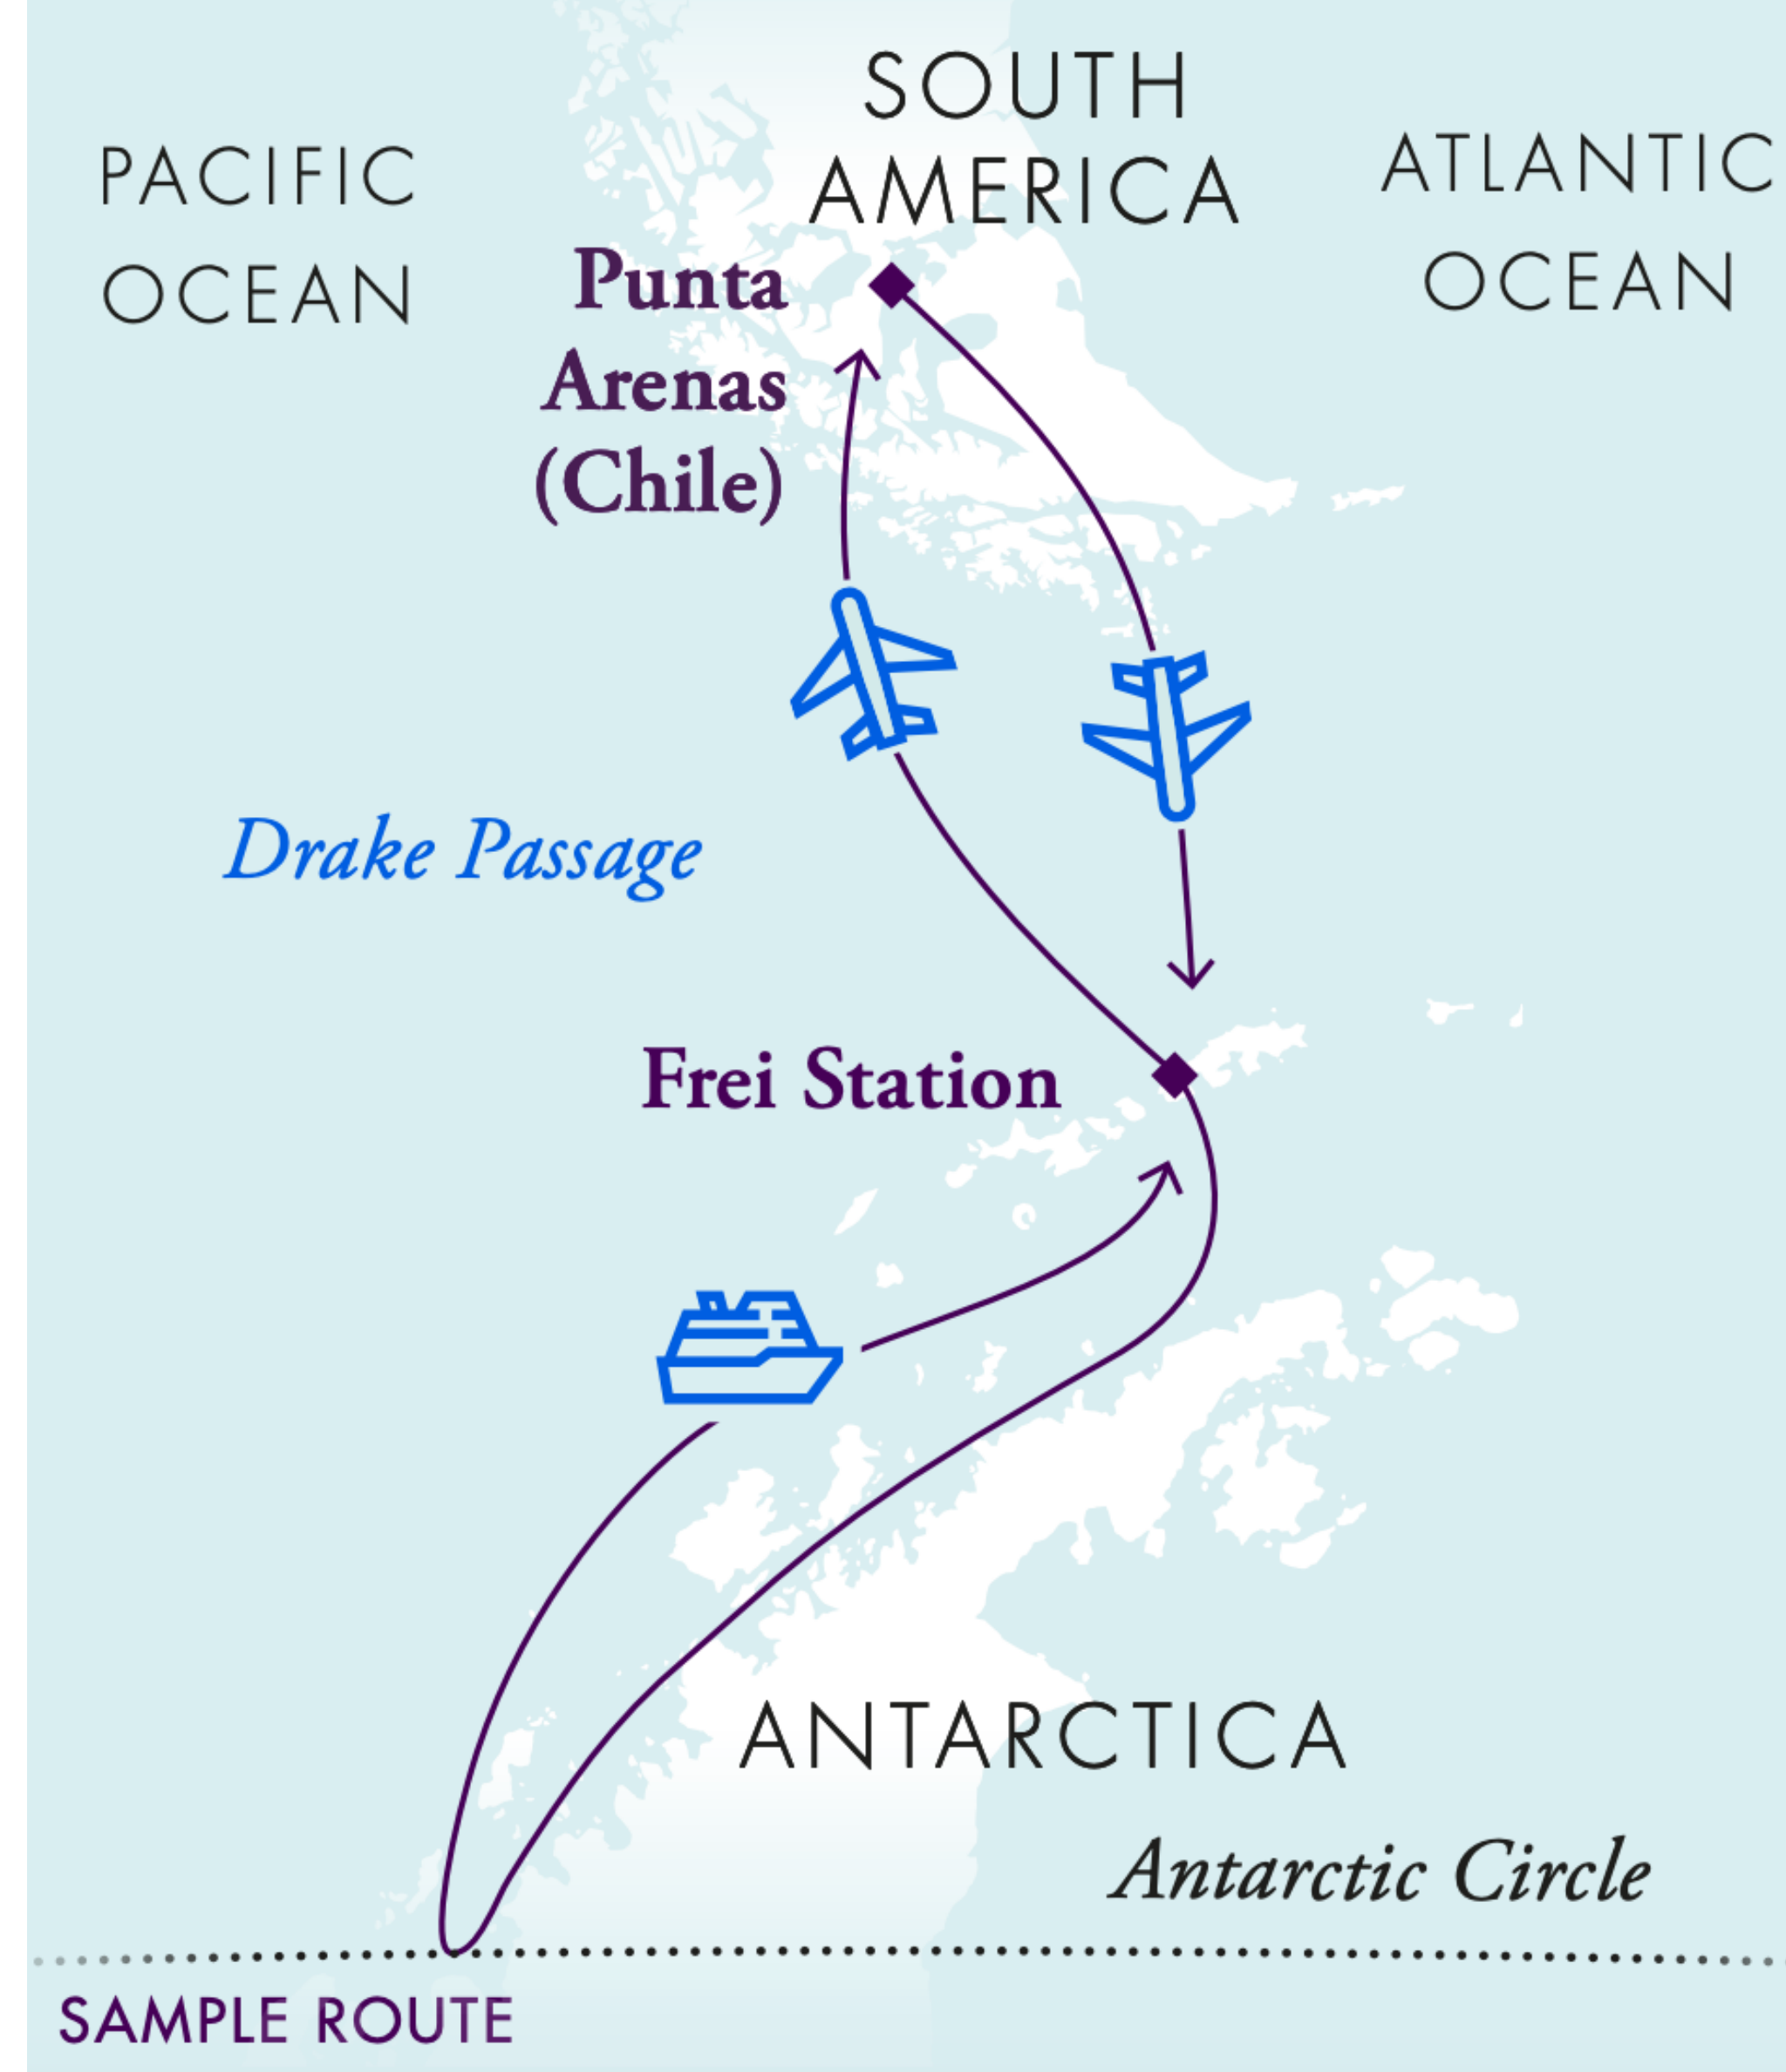 SOUTH
AMERICA
PACIFIC
OCEAN
ATLANTIC
OCEAN
Punta
Arenas
(Chile)
Drake Passage
Frei Station
ANTARCTICA
Antarctic Circle
SAMPLE ROUTE